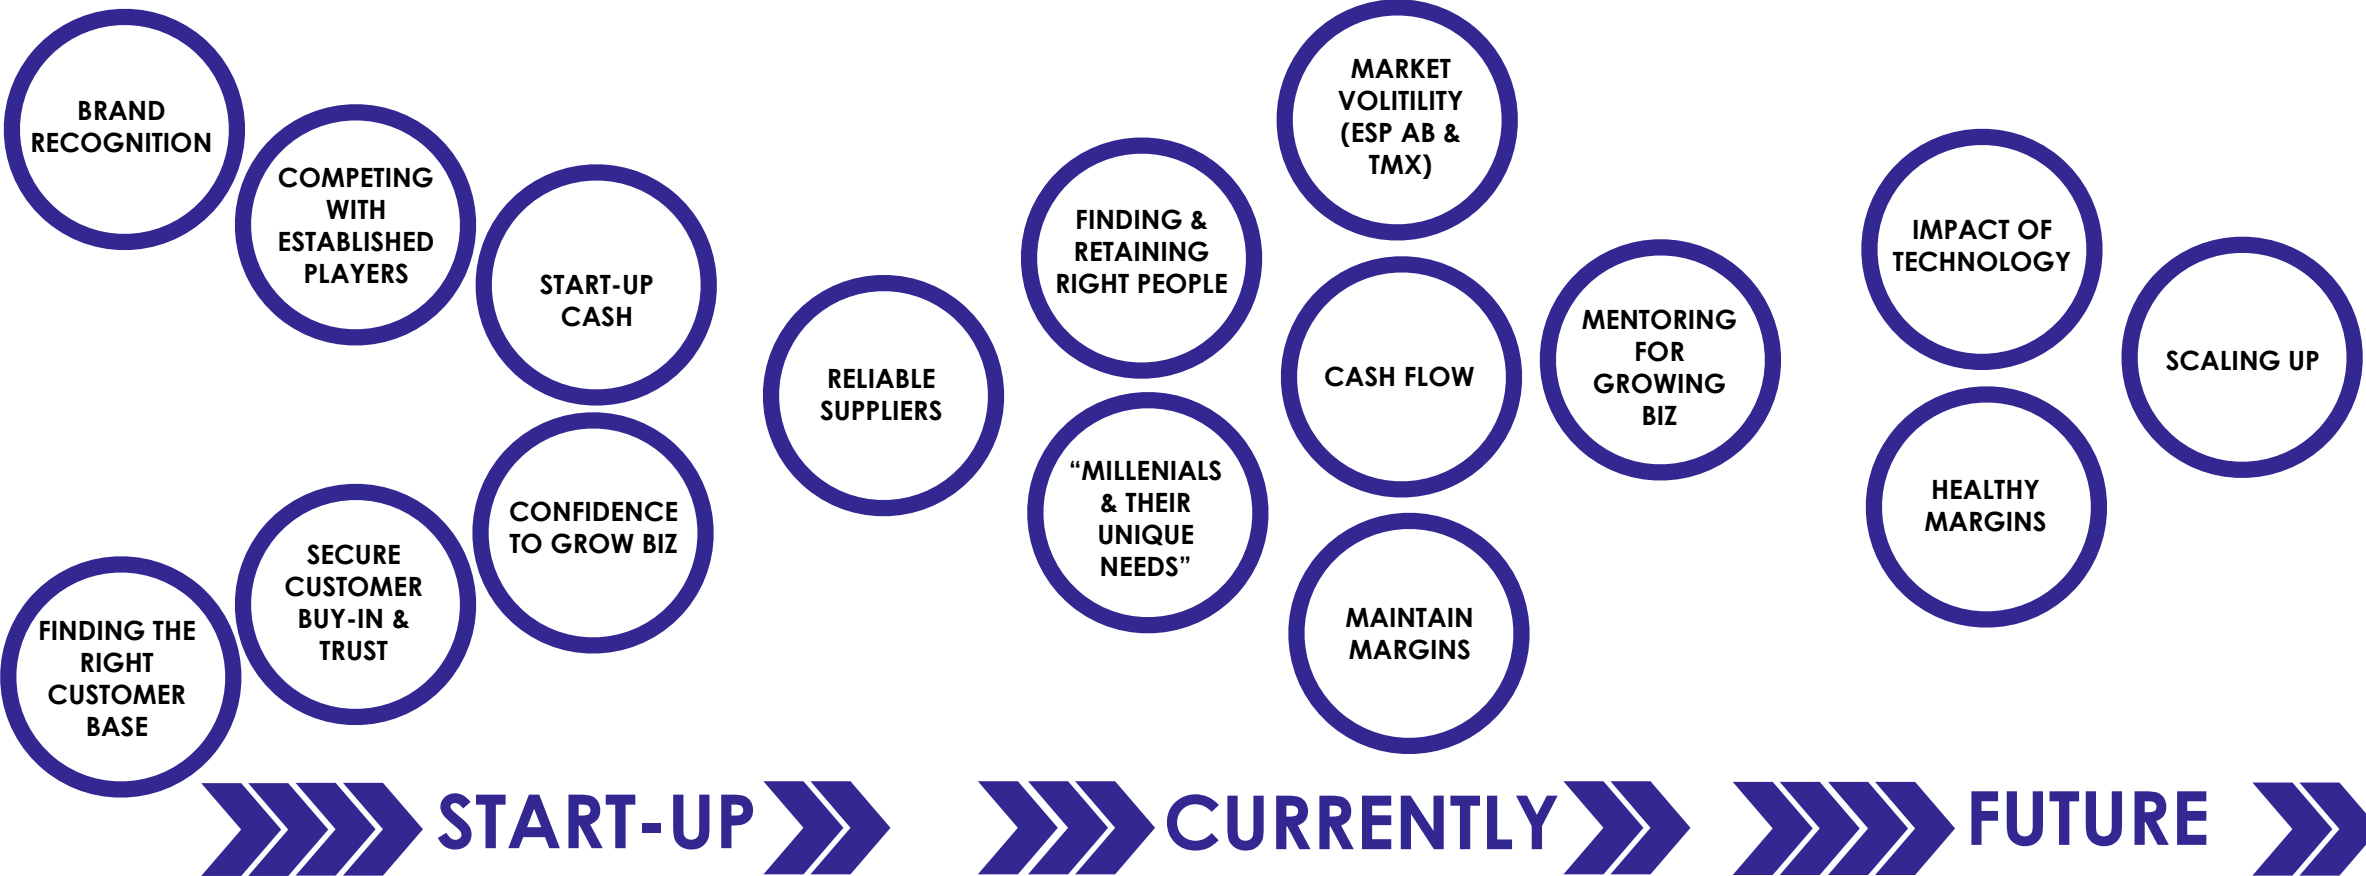 BRAND
RECOGNITION
COMPETING
WITH
ESTABLISHED
PLAYERS
START-UP
CASH
FINDING THE
RIGHT
CUSTOMER
BASE
SECURE
CUSTOMER
BUY-IN &
TRUST
CONFIDENCE
TO GROW BIZ
RELIABLE
SUPPLIERS
FINDING &
RETAINING
RIGHT PEOPLE
“MILLENIALS
& THEIR
UNIQUE
NEEDS”
MARKET
VOLITILITY
(ESP AB &
TMX)
CASH FLOW
MAINTAIN
MARGINS
MENTORING
FOR
GROWING
BIZ
IMPACT OF
TECHNOLOGY
HEALTHY
MARGINS
SCALING UP
START-UP
CURRENTLY
FUTURE